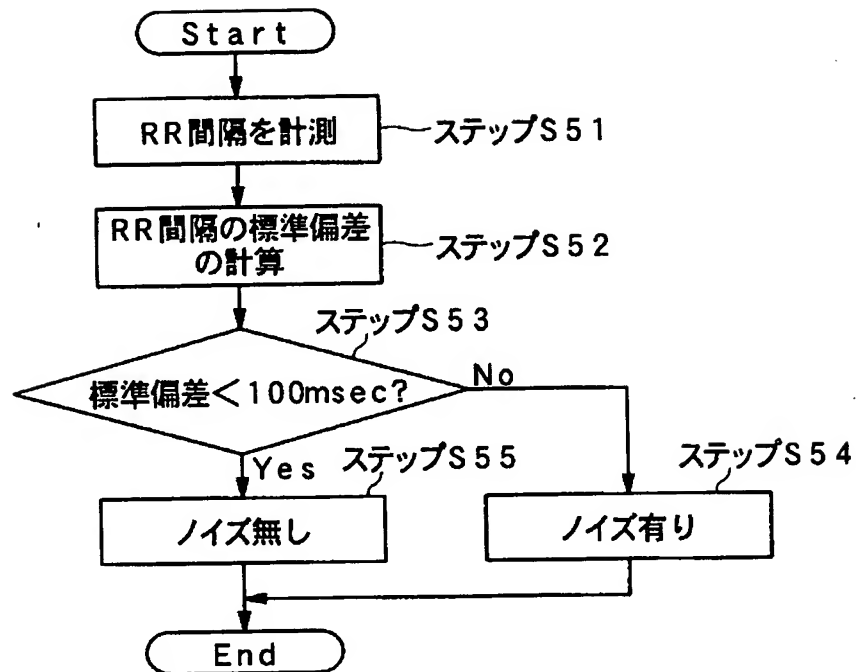 Start
RR間隔を計測
ステップS51
RR間隔の標準偏差
の計算
ステップS52
ステップS53
標準偏差<100msec?
No
Yes
ステップS55
ステップS54
ノイズ無し
ノイズ有り
End